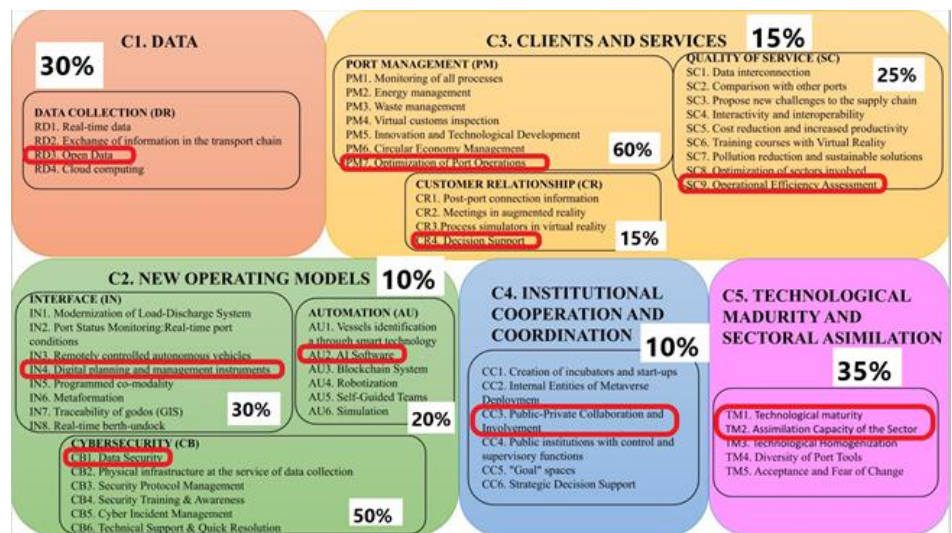 C1. DATA
30%
DATA COLLECTION (DR)
RD1. Real-time data
RD2. Exchange of information in the transport chain
RD3. Open Data
RD4. Cloud computing
C3. CLIENTS AND SERVICES 15%
PORT MANAGEMENT (PM)
PM1. Monitoring of all processes
PM2. Energy management
PM3. Waste management
PM4. Virtual customs inspection
PM5. Innovation and Technological Development
PM6. Circular Economy Management
PM7. Optimization of Port Operations
60%
QUALITY OF SERVICE (SC)
25%
SC1. Data interconnection
SC2. Comparison with other ports
SC3. Propose new challenges to the supply chain
SC4. Interactivity and interoperability
SC5. Cost reduction and increased productivity
SC6. Training courses with Virtual Reality
SC7. Pollution reduction and sustainable solutions
SC8. Optimization of sectors involved
SC9. Operational Efficiency Assessment
CUSTOMER RELATIONSHIP (CR)
CR1. Post-port connection information
CR2. Meetings in augmented reality
CR3.Process simulators in virtual reality
CR4. Decision Support
15%
C2. NEW OPERATING MODELS 10%
INTERFACE (IN)
IN1. Modernization of Load-Discharge System
IN2. Port Status Monitoring:Real-time port
conditions
IN3. Remotely controlled autonomous vehicles
IN4. Digital planning and management instruments
IN5. Programmed co-modality
IN6. Metaformation
IN7. Traceability of godos (GIS)
IN8. Real-time berth-undock
30%
AUTOMATION (AU)
AU1. Vessels identification
a through smart technology
AU2. AI Software
AU3. Blockchain System
AU4. Robotization
AU5. Self-Guided Teams
AU6. Simulation
20%
CYBERSECURITY (CB)
CB1. Data Security
CB2. Physical infrastructure at the service of data collection
CB3. Security Protocol Management
CB4. Security Training & Awareness
CB5. Cyber Incident Management
CB6. Technical Support & Quick Resolution
50%
C4. INSTITUTIONAL
COOPERATION AND
COORDINATION
10%
CC1. Creation of incubators and start-ups
CC2. Internal Entities of Metaverse
Deployment
CC3. Public-Private Collaboration and
Involvement
CC4. Public institutions with control and
supervisory functions
CC5. "Goal" spaces
CC6. Strategic Decision Support
C5. TECHNOLOGICAL
MADURITY AND
SECTORAL ASIMILATION
35%
TM1. Technological maturity
TM2. Assimilation Capacity of the Sector
TM3. Technological Homogenization
TM4. Diversity of Port Tools
TM5. Acceptance and Fear of Change